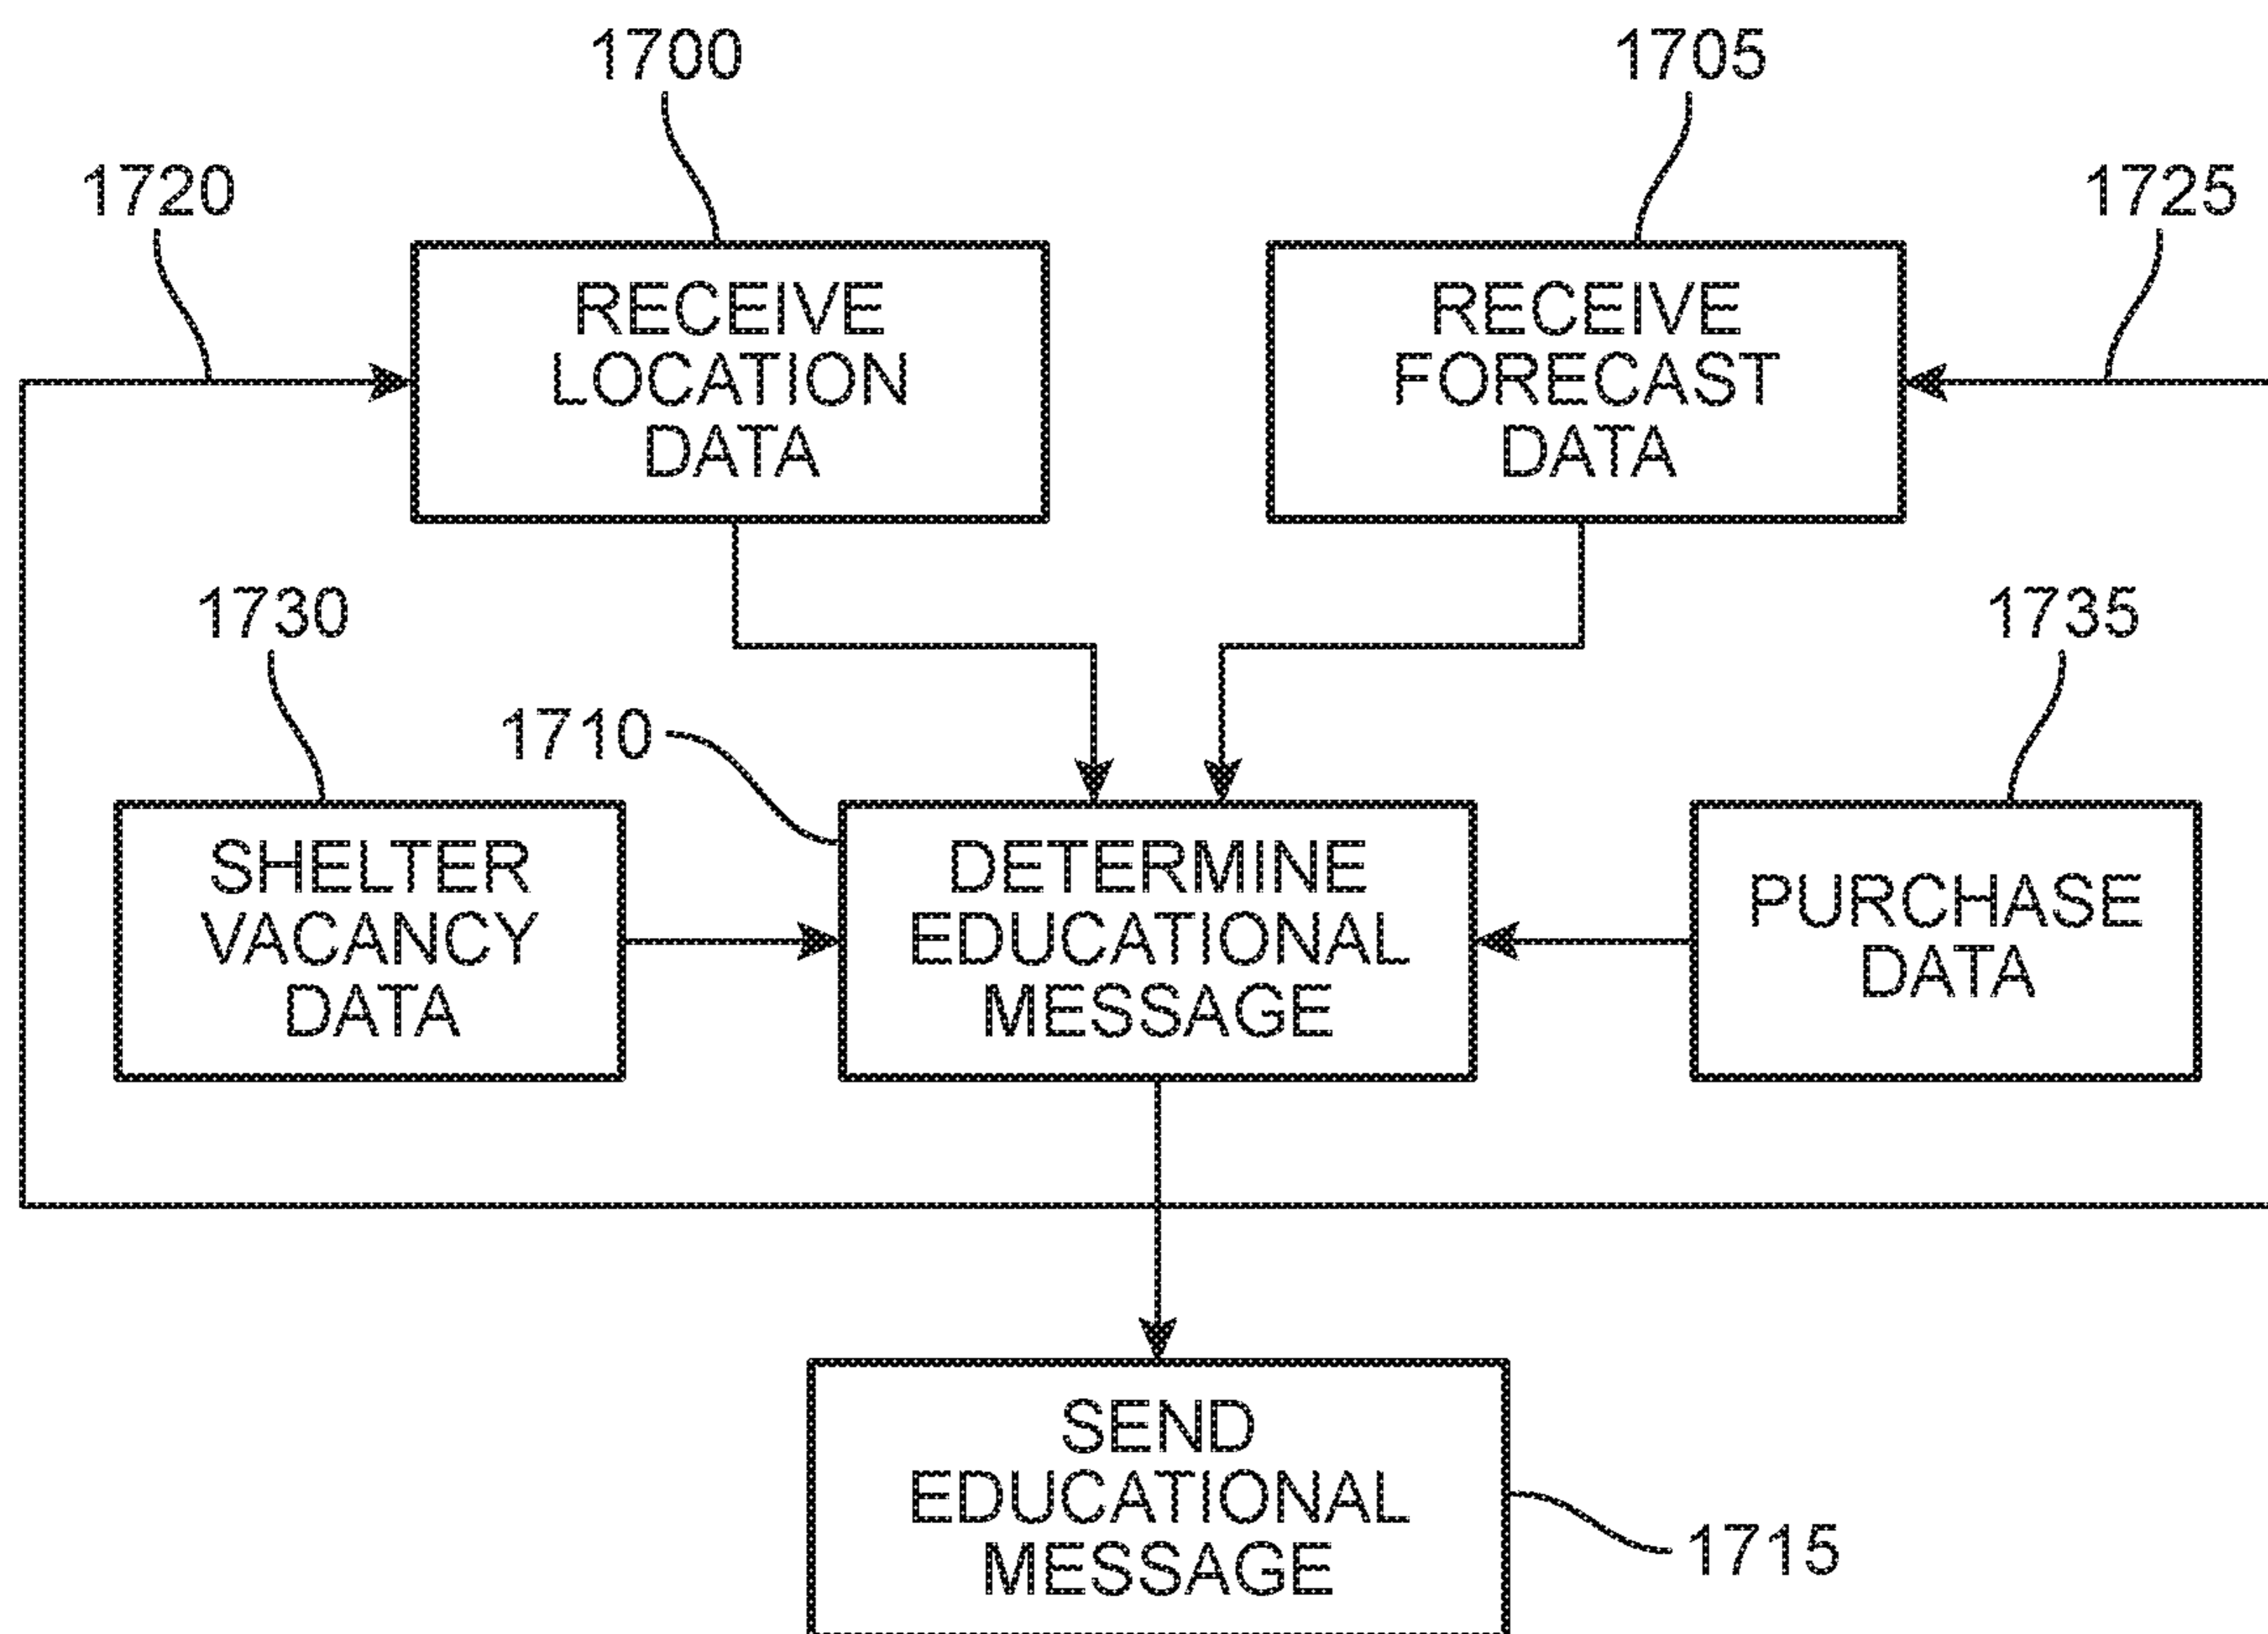 1700
1705
1720
1725
RECEIVE
LOCATION
DATA
RECEIVE
FORECAST
DATA
1730
1735
1710
SHELTER
VACANCY
DATA
DETERMINE
EDUCATIONAL
MESSAGE
PURCHASE
DATA
SEND
EDUCATIONAL
MESSAGE
1715